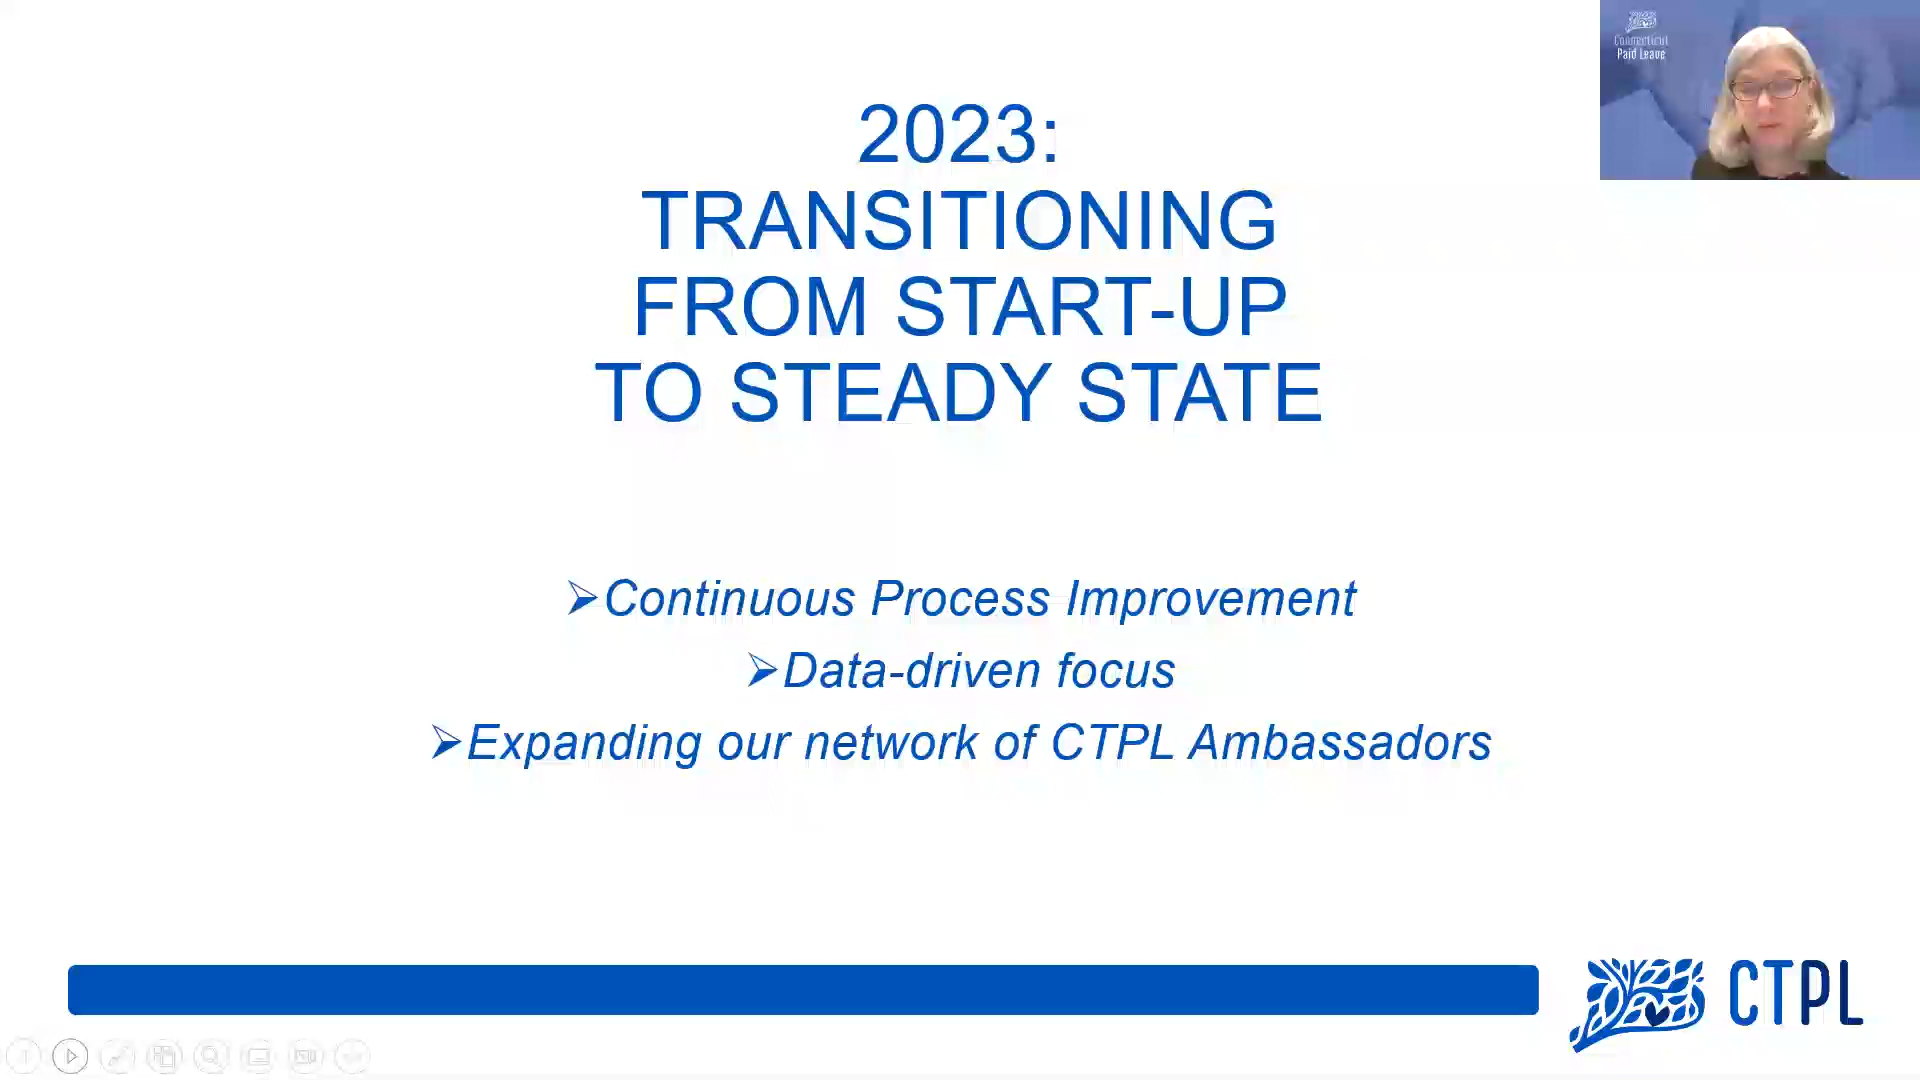 Connecticut
Paid Leave
2023:
TRANSITIONING
FROM START-UP
TO STEADY STATE
➢Continuous Process Improvement
➢Data-driven focus
➢Expanding our network of CTPL Ambassadors
CTPL